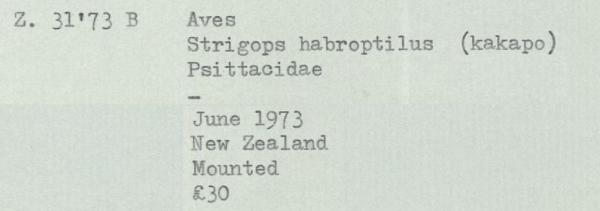 Z. 31'73 B Aves
Strigops habroptilus (kakapo)
Psittacidae
–
June 1973
New Zealand
Mounted
£30